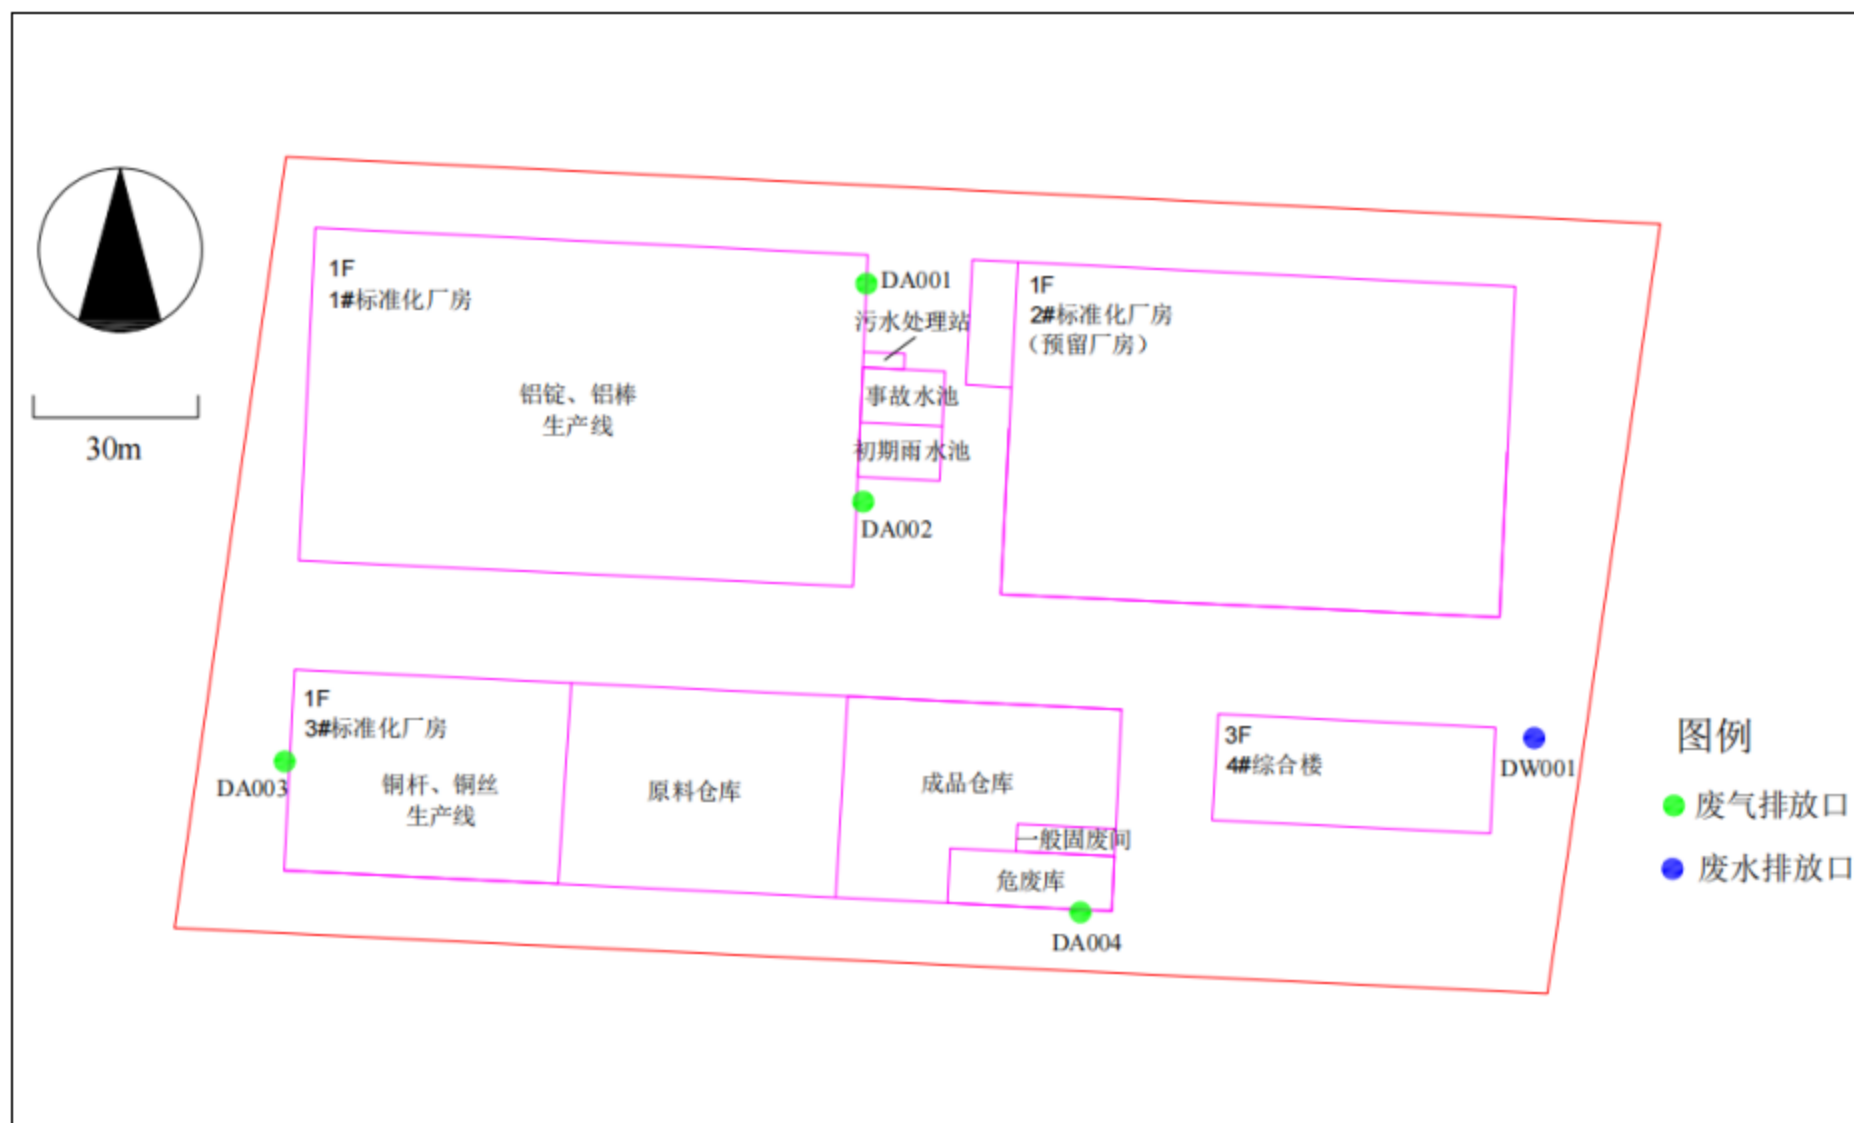 1F
1#标准化厂房
铝锭、铝棒
生产线
DA001
污水处理站
事故水池
初期雨水池
DA002
1F
2#标准化厂房
（预留厂房）
30m
1F
3#标准化厂房
DA003
铜杆、铜丝
生产线
原料仓库
成品仓库
一般固废间
危废库
DA004
3F
4#综合楼
DW001
图例
废气排放口
废水排放口